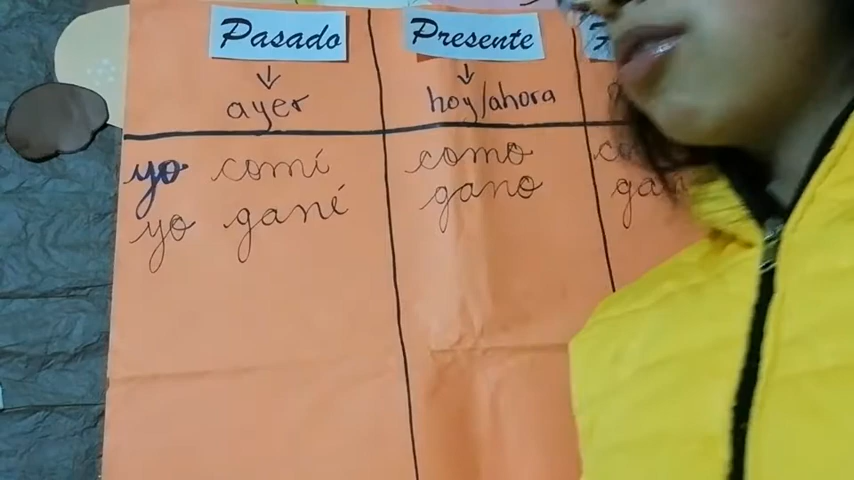 Pasado Presente
ayer hoy/ahora
yo comí como
yo gané gano